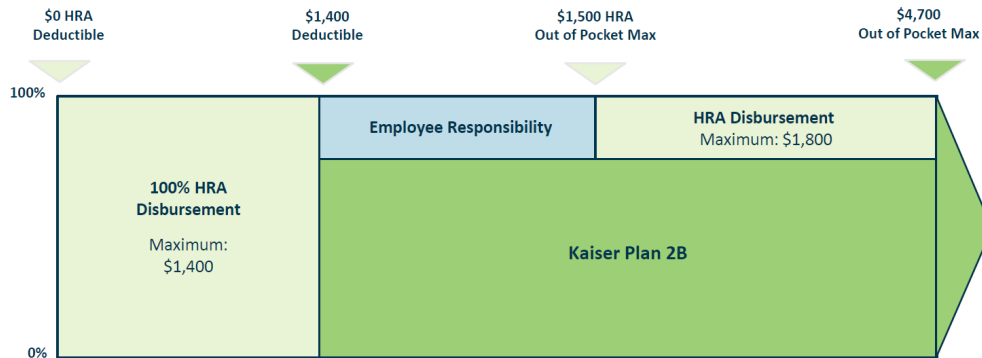 $0 HRA
Deductible
$1,400
Deductible
$1,500 HRA
Out of Pocket Max
$4,700
Out of Pocket Max
100%
Employee Responsibility
HRA Disbursement
Maximum: $1,800
100% HRA
Disbursement
Maximum:
$1,400
Kaiser Plan 2B
0%